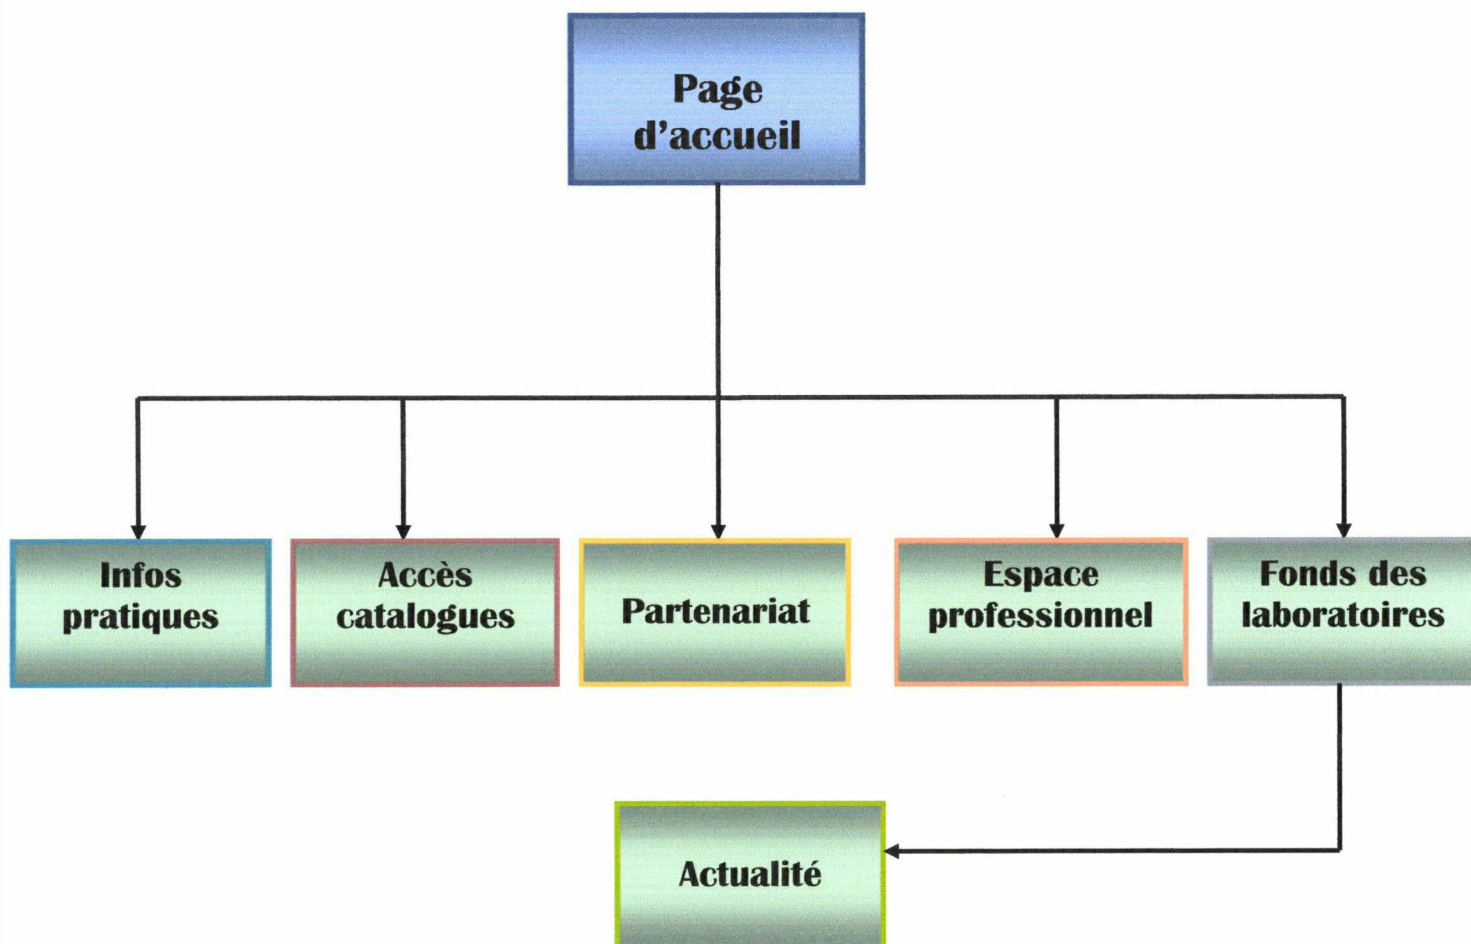 Page
d'accueil
Infos
pratiques
Accès
catalogues
Partenariat
Espace
professionnel
Fonds des
laboratoires
Actualité